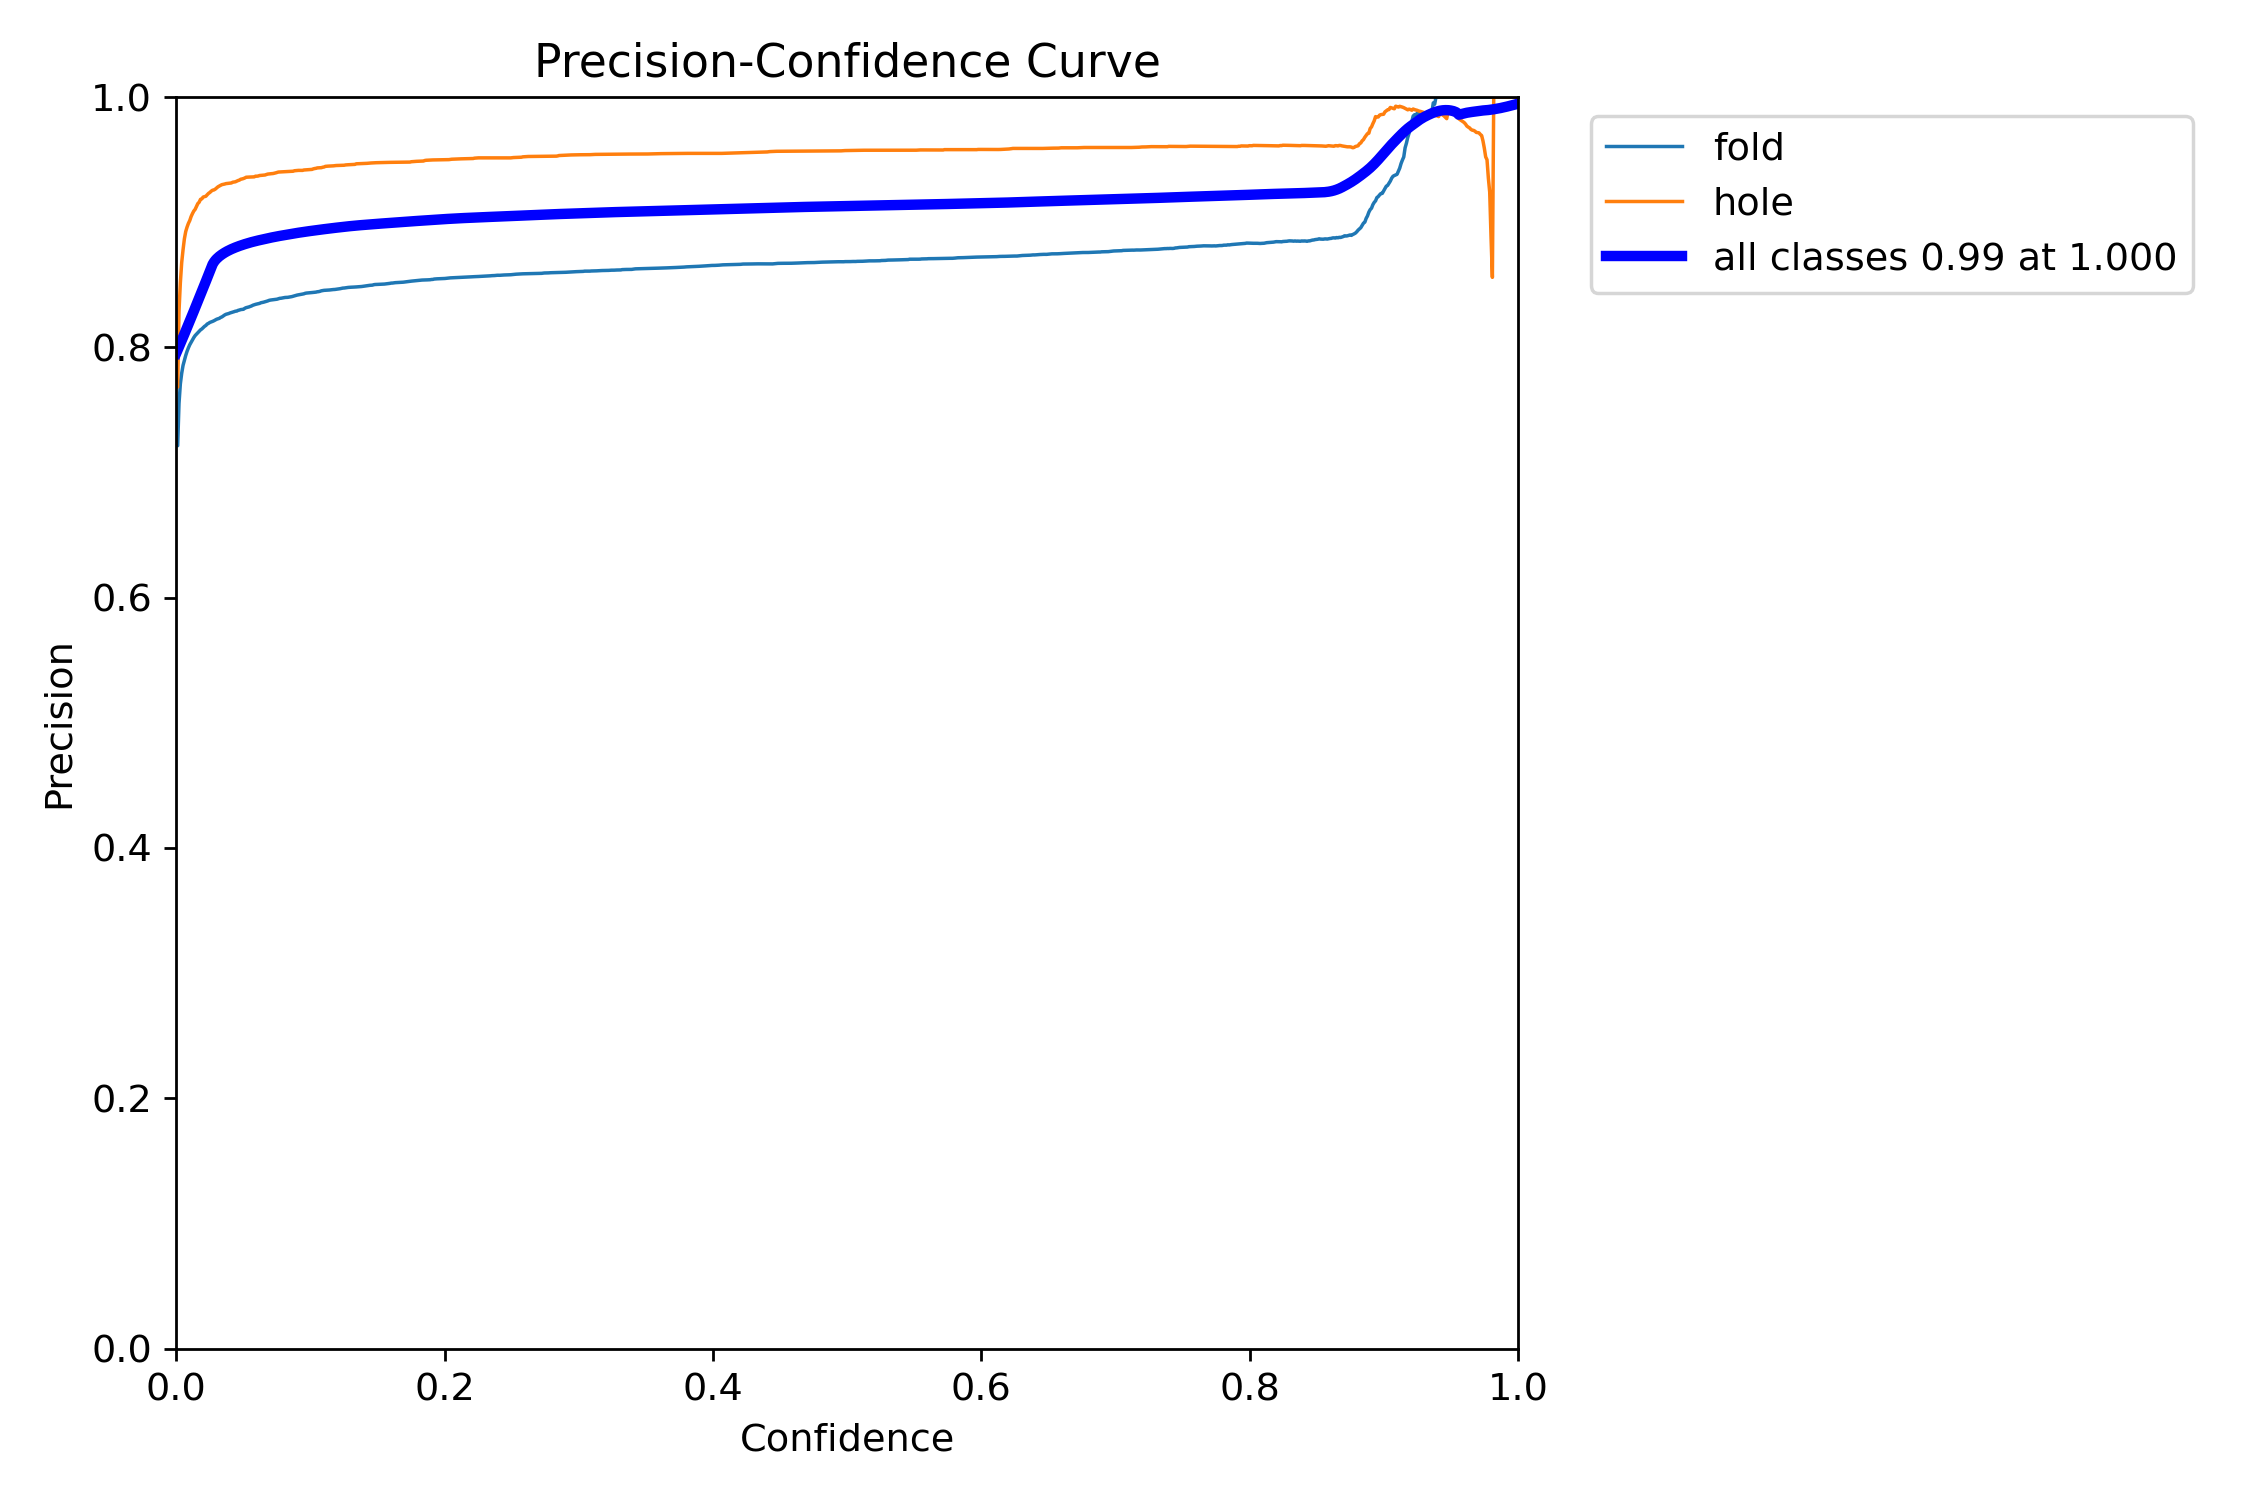 Precision-Confidence Curve
1.0
0.8
0.6
0.4
0.2
0.0
Precision
0.0 0.2 0.4 0.6 0.8 1.0
Confidence
fold
hole
all classes 0.99 at 1.000